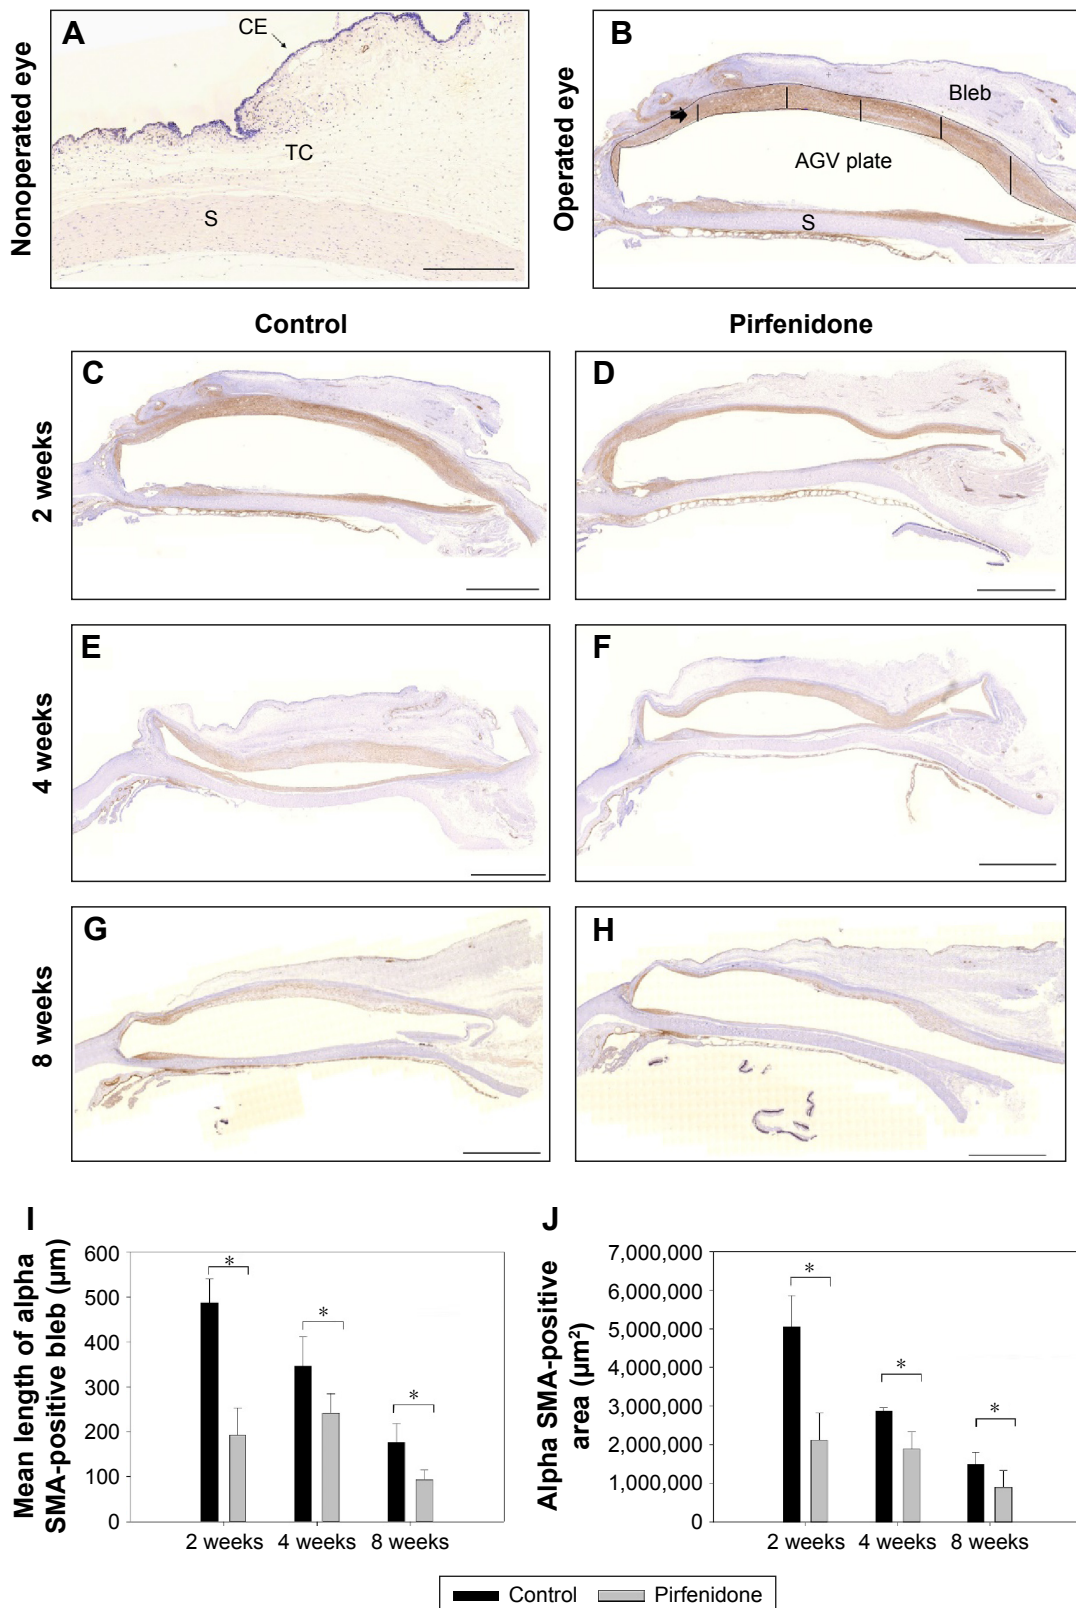 Nonoperated eye
A
CE
TC
S
Operated eye
B
Bleb
AGV plate
S
Control
Pirfenidone
2 weeks
C
D
4 weeks
E
F
8 weeks
G
H
I
Mean length of alpha
SMA-positive bleb (µm)
600
500
400
300
200
100
0
*
*
*
2 weeks
4 weeks
8 weeks
J
Alpha SMA-positive
area (µm²)
7,000,000
6,000,000
5,000,000
4,000,000
3,000,000
2,000,000
1,000,000
0
*
*
*
2 weeks
4 weeks
8 weeks
Control
Pirfenidone